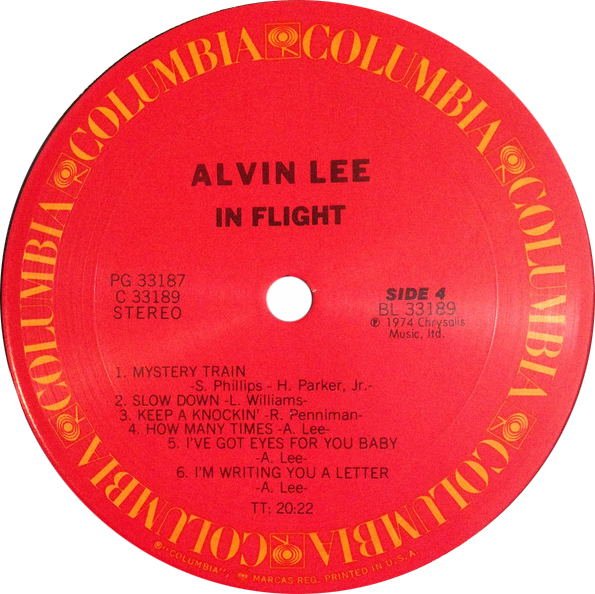 COLUMBIA COLUMBIA COLUMBIA COLUMBIA COLUMBIA COLUMBIA
ALVIN LEE
IN FLIGHT
PG 33187
C 33189
STEREO
SIDE 4
BL 33189
℗ 1974 Chrysalis
Music, ltd.
1. MYSTERY TRAIN
-S. Phillips - H. Parker, Jr.-
2. SLOW DOWN -L. Williams-
3. KEEP A KNOCKIN' -R. Penniman-
4. HOW MANY TIMES -A. Lee-
5. I'VE GOT EYES FOR YOU BABY
-A. Lee-
6. I'M WRITING YOU A LETTER
-A. Lee-
TT: 20:22
® "COLUMBIA", MARCAS REG. PRINTED IN U.S.A